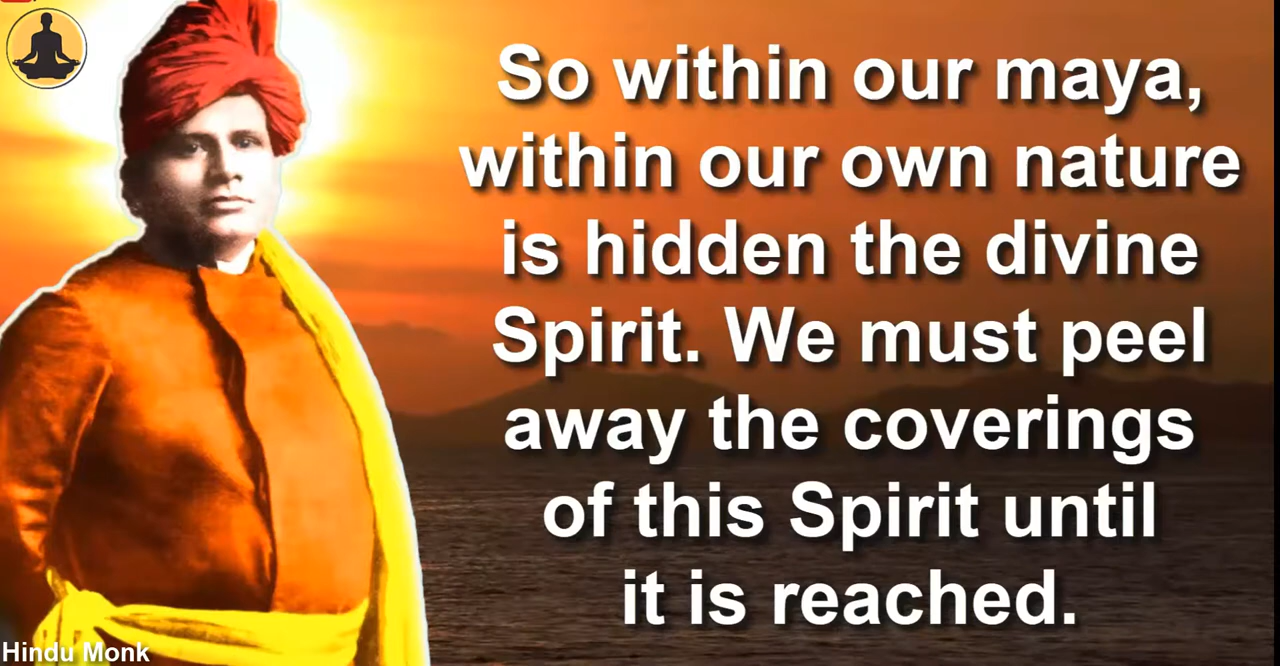 So within our maya,
within our own nature
is hidden the divine
Spirit. We must peel
away the coverings
of this Spirit until
it is reached.
Hindu Monk